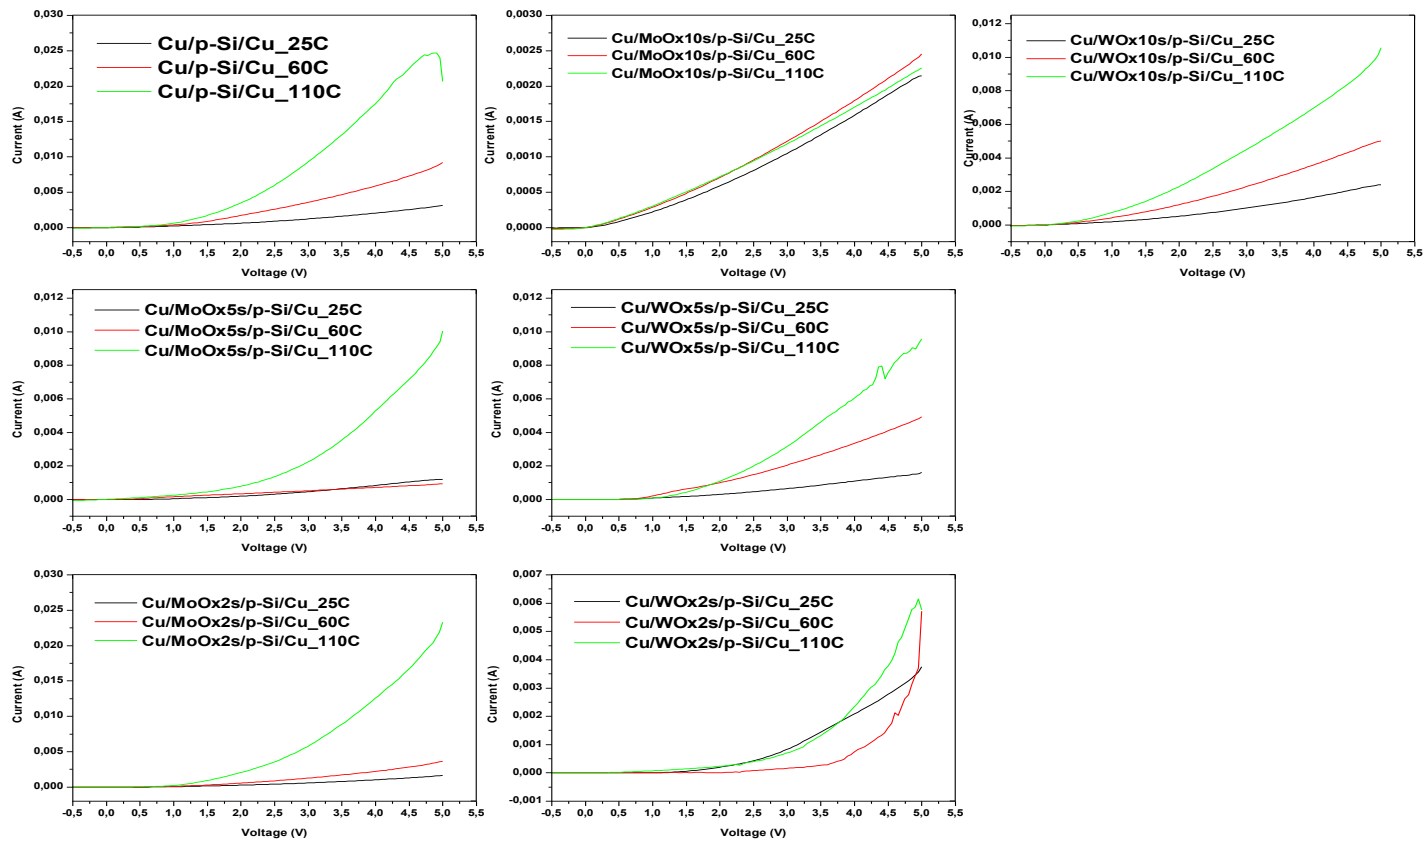 0,030
0,025
0,020
0,015
0,010
0,005
0,000
Current (A)
Cu/p-Si/Cu_25C
Cu/p-Si/Cu_60C
Cu/p-Si/Cu_110C
-0,5 0,0 0,5 1,0 1,5 2,0 2,5 3,0 3,5 4,0 4,5 5,0 5,5
Voltage (V)
0,0030
0,0025
0,0020
0,0015
0,0010
0,0005
0,0000
Current (A)
Cu/MoOx10s/p-Si/Cu_25C
Cu/MoOx10s/p-Si/Cu_60C
Cu/MoOx10s/p-Si/Cu_110C
-0,5 0,0 0,5 1,0 1,5 2,0 2,5 3,0 3,5 4,0 4,5 5,0 5,5
Voltage (V)
0,012
0,010
0,008
0,006
0,004
0,002
0,000
Current (A)
Cu/WOx10s/p-Si/Cu_25C
Cu/WOx10s/p-Si/Cu_60C
Cu/WOx10s/p-Si/Cu_110C
-0,5 0,0 0,5 1,0 1,5 2,0 2,5 3,0 3,5 4,0 4,5 5,0 5,5
Voltage (V)
0,012
0,010
0,008
0,006
0,004
0,002
0,000
Current (A)
Cu/MoOx5s/p-Si/Cu_25C
Cu/MoOx5s/p-Si/Cu_60C
Cu/MoOx5s/p-Si/Cu_110C
-0,5 0,0 0,5 1,0 1,5 2,0 2,5 3,0 3,5 4,0 4,5 5,0 5,5
Voltage (V)
0,012
0,010
0,008
0,006
0,004
0,002
0,000
Current (A)
Cu/WOx5s/p-Si/Cu_25C
Cu/WOx5s/p-Si/Cu_60C
Cu/WOx5s/p-Si/Cu_110C
-0,5 0,0 0,5 1,0 1,5 2,0 2,5 3,0 3,5 4,0 4,5 5,0 5,5
Voltage (V)
0,030
0,025
0,020
0,015
0,010
0,005
0,000
Current (A)
Cu/MoOx2s/p-Si/Cu_25C
Cu/MoOx2s/p-Si/Cu_60C
Cu/MoOx2s/p-Si/Cu_110C
-0,5 0,0 0,5 1,0 1,5 2,0 2,5 3,0 3,5 4,0 4,5 5,0 5,5
Voltage (V)
0,007
0,006
0,005
0,004
0,003
0,002
0,001
0,000
-0,001
Current (A)
Cu/WOx2s/p-Si/Cu_25C
Cu/WOx2s/p-Si/Cu_60C
Cu/WOx2s/p-Si/Cu_110C
-0,5 0,0 0,5 1,0 1,5 2,0 2,5 3,0 3,5 4,0 4,5 5,0 5,5
Voltage (V)